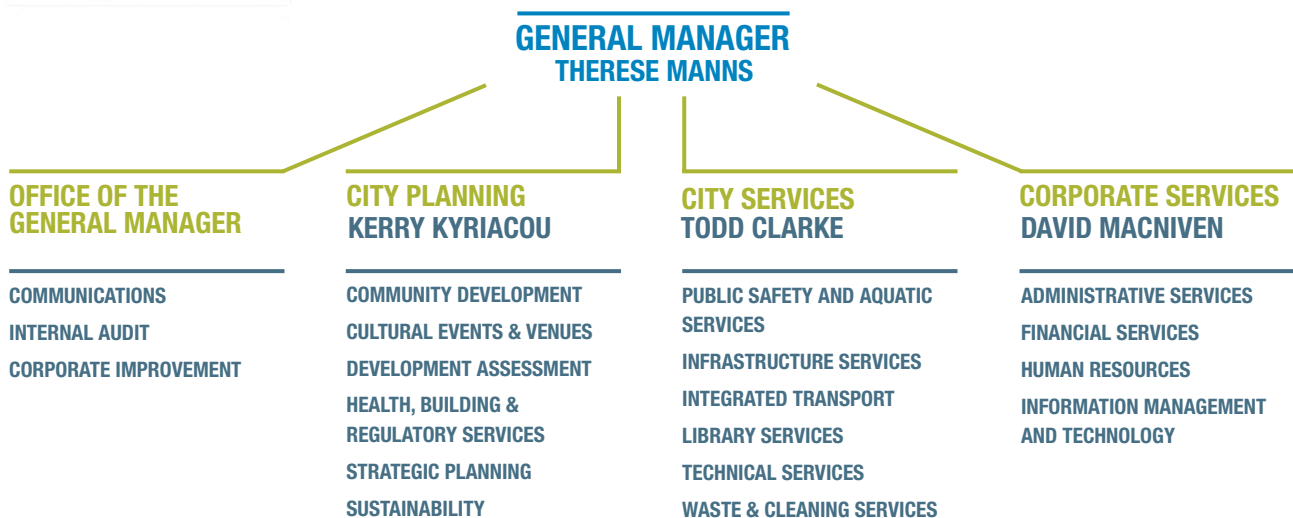 GENERAL MANAGER
THERESE MANNS
OFFICE OF THE
GENERAL MANAGER
COMMUNICATIONS
INTERNAL AUDIT
CORPORATE IMPROVEMENT
CITY PLANNING
KERRY KYRIACOU
COMMUNITY DEVELOPMENT
CULTURAL EVENTS & VENUES
DEVELOPMENT ASSESSMENT
HEALTH, BUILDING &
REGULATORY SERVICES
STRATEGIC PLANNING
SUSTAINABILITY
CITY SERVICES
TODD CLARKE
PUBLIC SAFETY AND AQUATIC
SERVICES
INFRASTRUCTURE SERVICES
INTEGRATED TRANSPORT
LIBRARY SERVICES
TECHNICAL SERVICES
WASTE & CLEANING SERVICES
CORPORATE SERVICES
DAVID MACNIVEN
ADMINISTRATIVE SERVICES
FINANCIAL SERVICES
HUMAN RESOURCES
INFORMATION MANAGEMENT
AND TECHNOLOGY